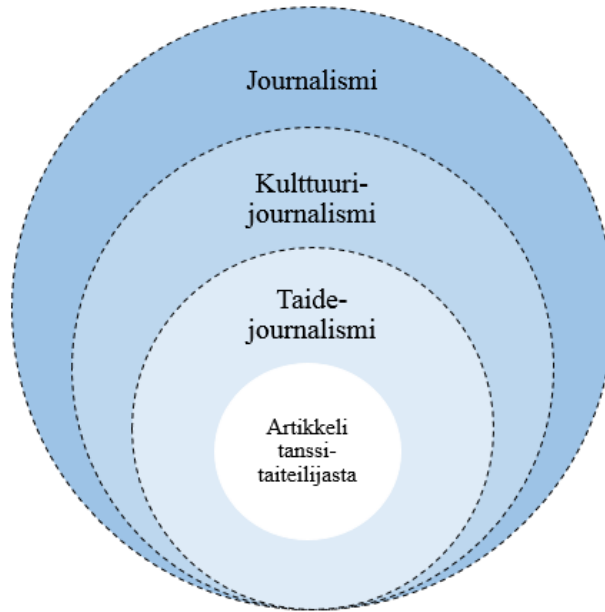 Journalismi
Kulttuuri-
journalismi
Taide-
journalismi
Artikkeli
tanssi-
taiteilijasta